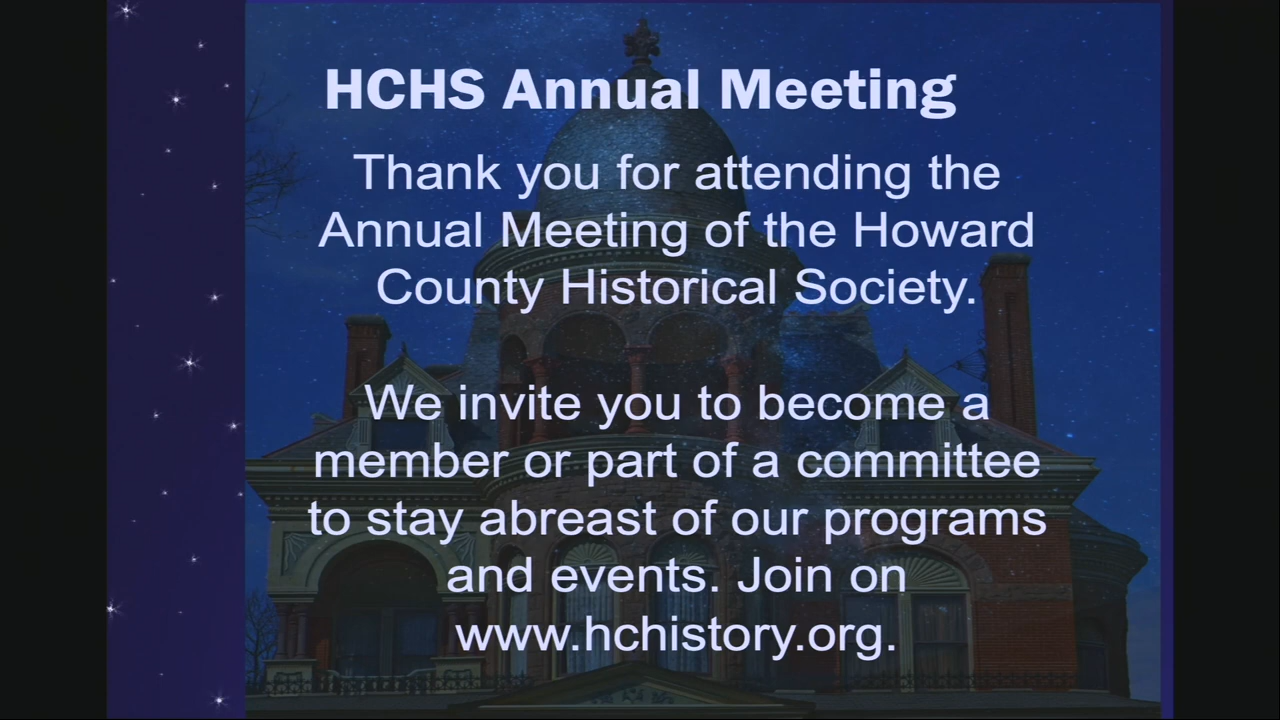 HCHS Annual Meeting
Thank you for attending the
Annual Meeting of the Howard
County Historical Society.
We invite you to become a
member or part of a committee
to stay abreast of our programs
and events. Join on
www.hchistory.org.